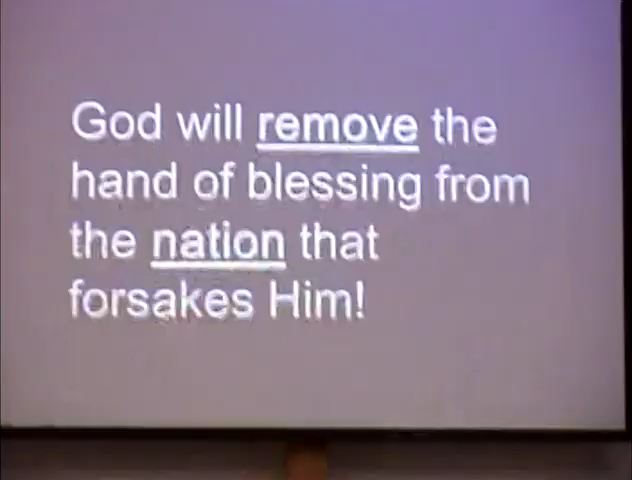 God will remove the
hand of blessing from
the nation that
forsakes Him!